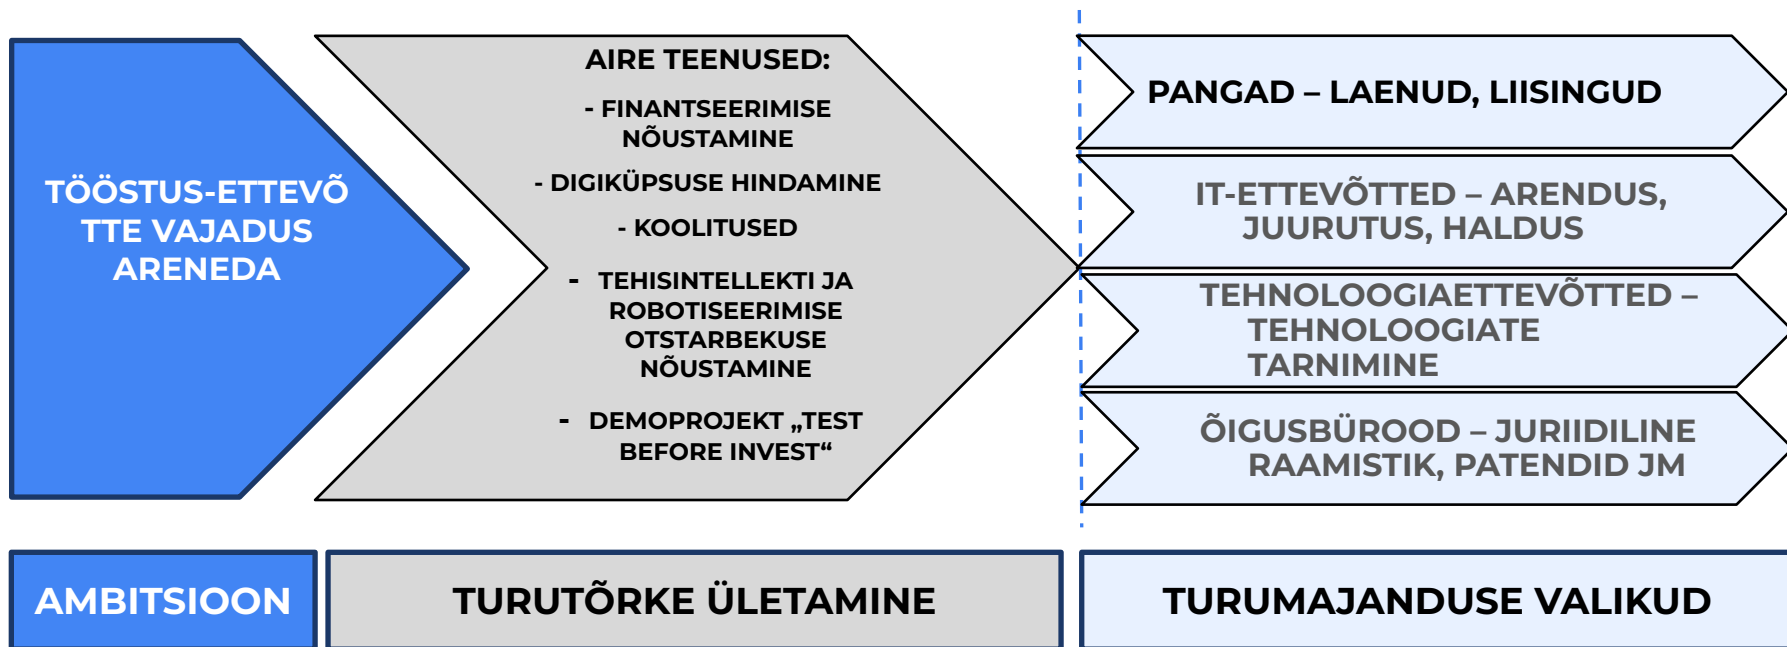 TÖÖSTUS-ETTEVÕ
TTE VAJADUS
ARENEDA
AIRE TEENUSED:
- FINANTSEERIMISE
NÕUSTAMINE
- DIGIKÜPSUSE HINDAMINE
- KOOLITUSED
- TEHISINTELLEKTI JA
ROBOTISEERIMISE
OTSTARBEKUSE
NÕUSTAMINE
- DEMOPROJEKT „TEST
BEFORE INVEST“
PANGAD – LAENUD, LIISINGUD
IT-ETTEVÕTTED – ARENDUS,
JUURUTUS, HALDUS
TEHNOLOOGIAETTEVÕTTED –
TEHNOLOOGIATE
TARNIMINE
ÕIGUSBÜROOD – JURIIDILINE
RAAMISTIK, PATENDID JM
AMBITSIOON
TURUTÕRKE ÜLETAMINE
TURUMAJANDUSE VALIKUD